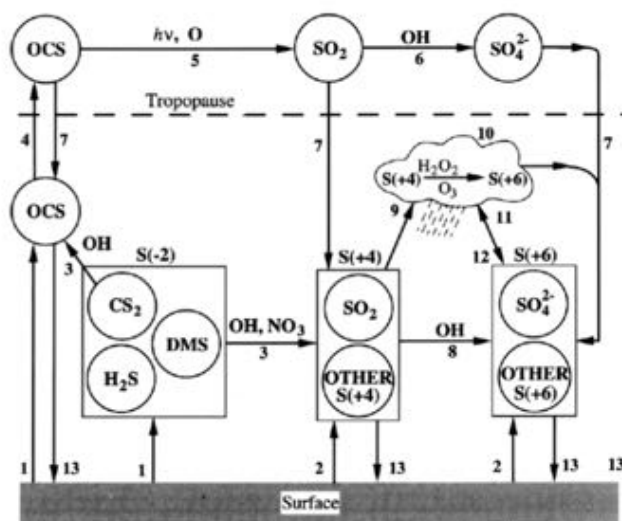 OCS
hν, O
5
SO₂
OH
6
SO₄²⁻
Tropopause
4
7
7
7
10
H₂O₂
S(+4)
S(+6)
O₃
OCS
9
11
OH
3
S(-2)
S(+4)
12
S(+6)
CS₂
SO₂
SO₄²⁻
DMS
OH, NO₃
3
OH
8
H₂S
OTHER
S(+4)
OTHER
S(+6)
1
13
1
2
13
2
13
13
Surface